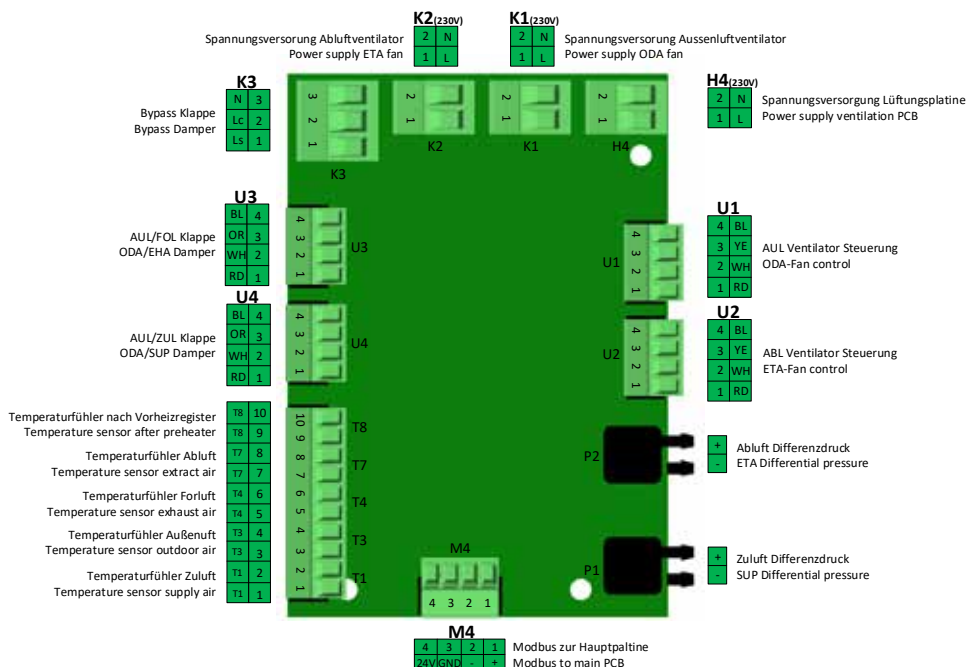 K2(230V)
2 N
1 L
Spannungsversorung Abluftventilator
Power supply ETA fan
K1(230V)
2 N
1 L
Spannungsversorung Aussenluftventilator
Power supply ODA fan
H4(230V)
2 N
1 L
Spannungsversorung Lüftungsplatine
Power supply ventilation PCB
K3
N 3
Lc 2
Ls 1
Bypass Klappe
Bypass Damper
3
2
1
K3
2
1
K2
2
1
K1
2
1
H4
U3
BL 4
OR 3
WH 2
RD 1
AUL/FOL Klappe
ODA/EHA Damper
4
3
2
1
U3
U4
BL 4
OR 3
WH 2
RD 1
AUL/ZUL Klappe
ODA/SUP Damper
4
3
2
1
U4
U1
4 BL
3 YE
2 WH
1 RD
AUL Ventilator Steuerung
ODA-Fan control
4
3
2
1
U1
U2
4 BL
3 YE
2 WH
1 RD
ABL Ventilator Steuerung
ETA-Fan control
4
3
2
1
U2
Temperaturfühler nach Vorheizregister
Temperature sensor after preheater
Temperaturfühler Abluft
Temperature sensor extract air
Temperaturfühler Forluft
Temperature sensor exhaust air
Temperaturfühler Außenuft
Temperature sensor outdoor air
Temperaturfühler Zuluft
Temperature sensor supply air
T8 10
T8 9
T7 8
T7 7
T4 6
T4 5
T3 4
T3 3
T1 2
T1 1
10
9
8
7
6
5
4
3
2
1
T8
T7
T4
T3
T1
P2
+ Abluft Differenzdruck
- ETA Differential pressure
P1
+ Zuluft Differenzdruck
- SUP Differential pressure
M4
4 3 2 1
M4
4 3 2 1 Modbus zur Hauptpaltine
24V GND - + Modbus to main PCB